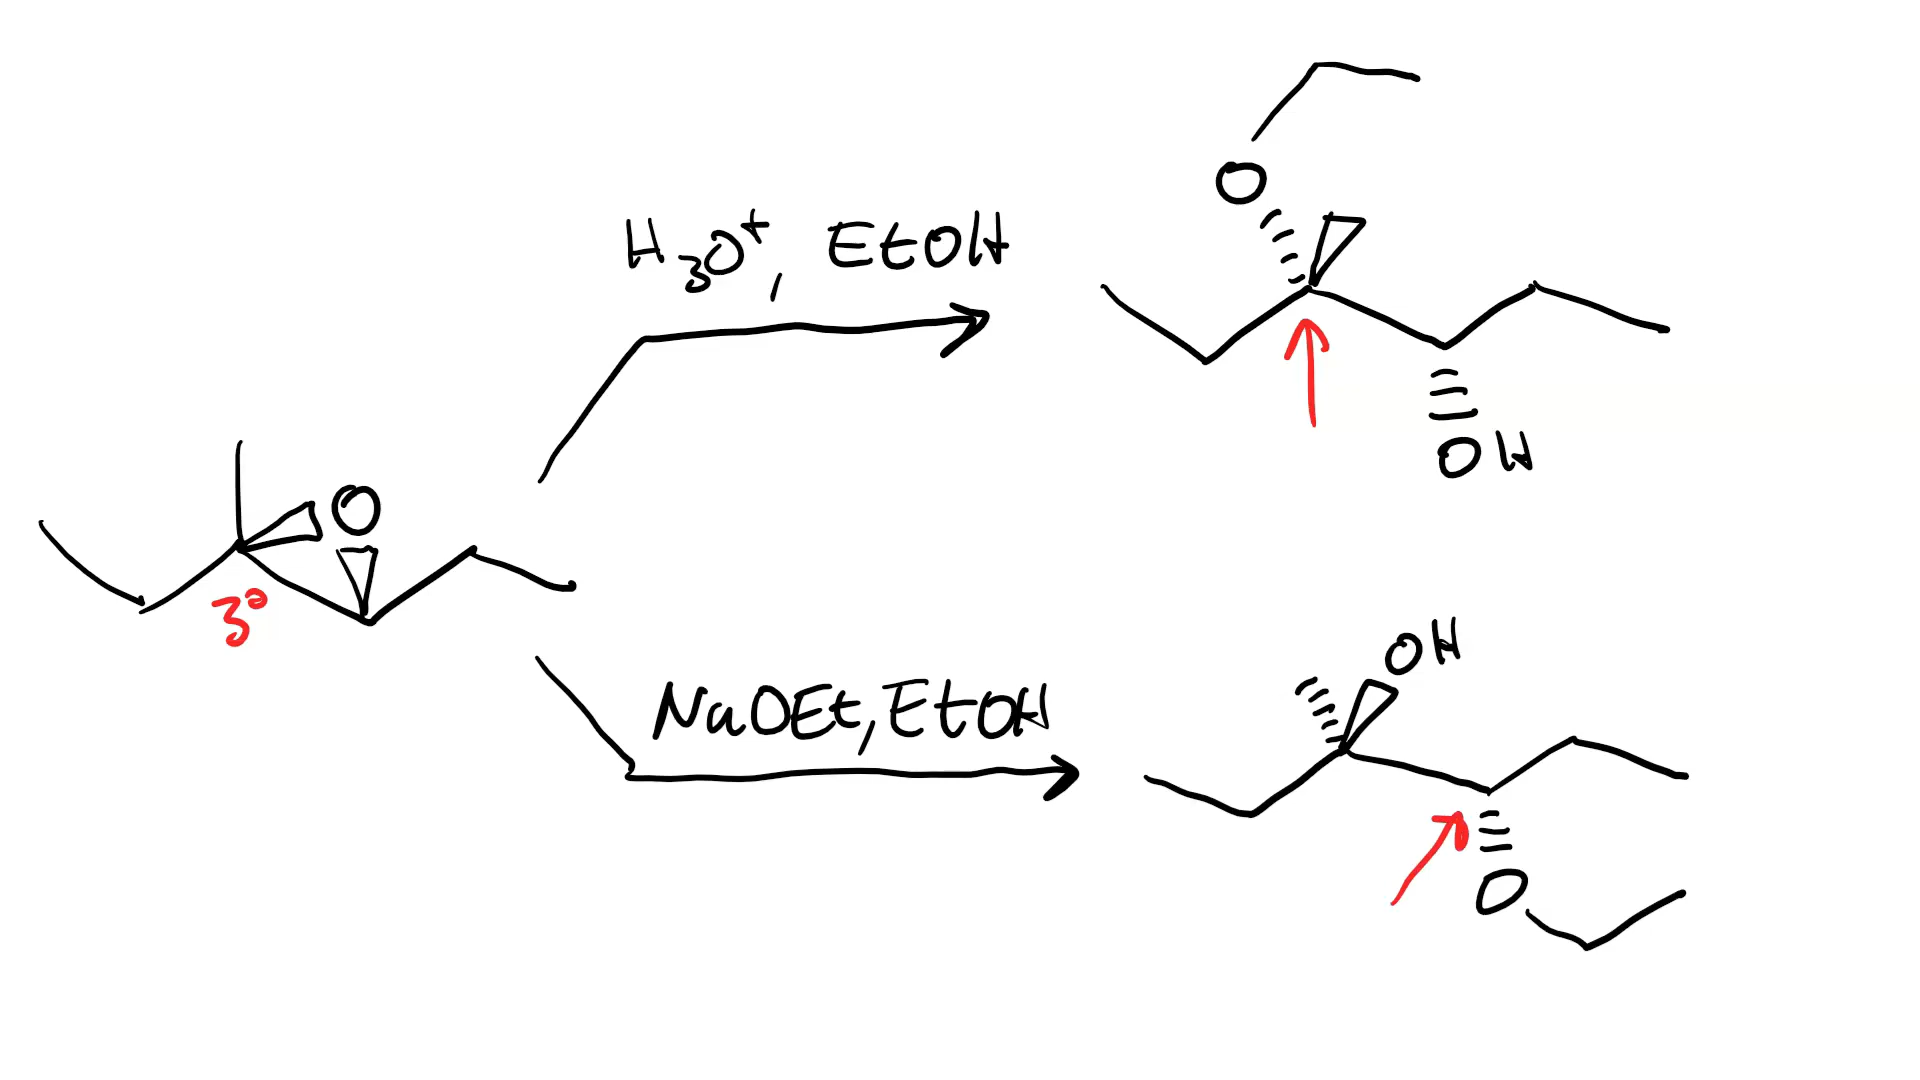 O
H₃O⁺, EtOH
OH
O
3°
OH
NaOEt, EtOH
O